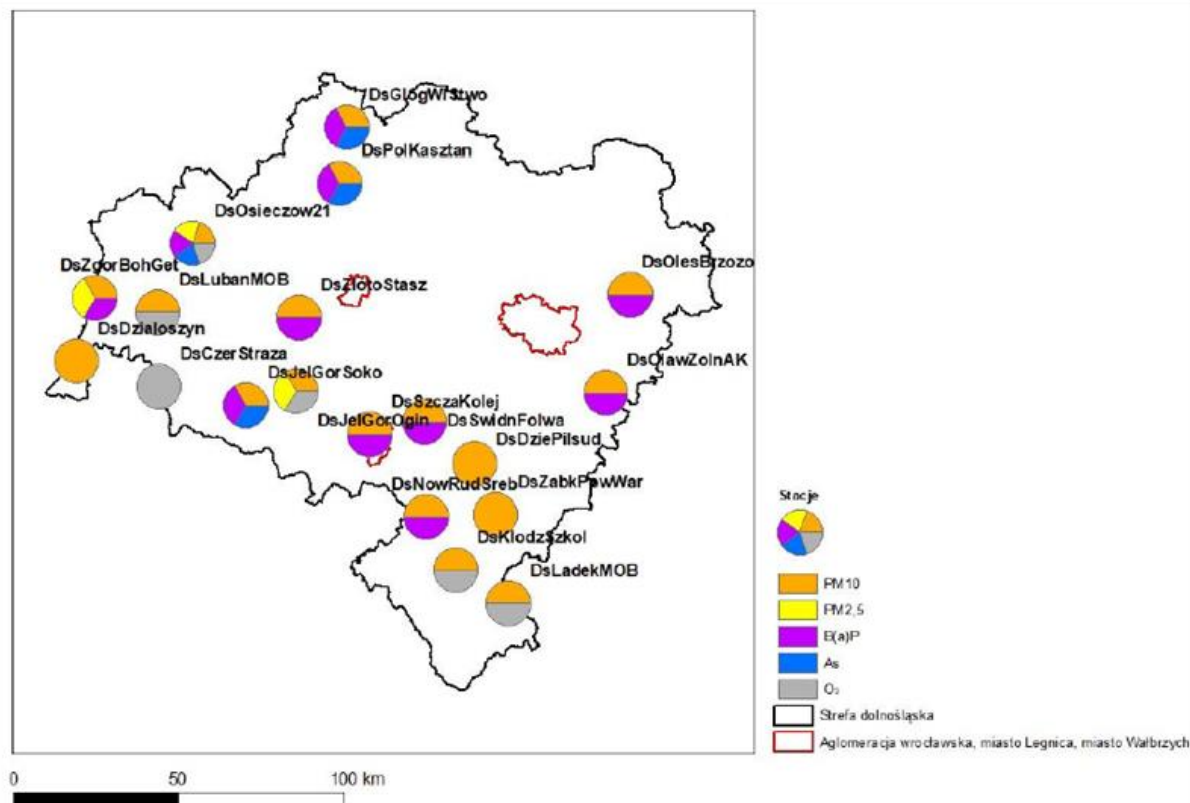 DsGlogWiStwo
DsPolKasztan
DsOsieczow21
DsZgorBohGet
DsLubanMOB
DsOlesBrzozo
DsZlotoStasz
DsDzialoszyn
DsCzerStraza
DsOlawZolnAK
DsJelGorSoko
DsSzczaKolej
DsJelGorOgin
DsSwidnFolwa
DsDziePilsud
DsNowRudSreb
DsZabkPowWar
DsKlodzSzkol
DsLadekMOB
Stacje
PM10
PM2,5
B(a)P
As
O₃
Strefa dolnośląska
Aglomeracja wrocławska, miasto Legnica, miasto Wałbrzych
0 50 100 km